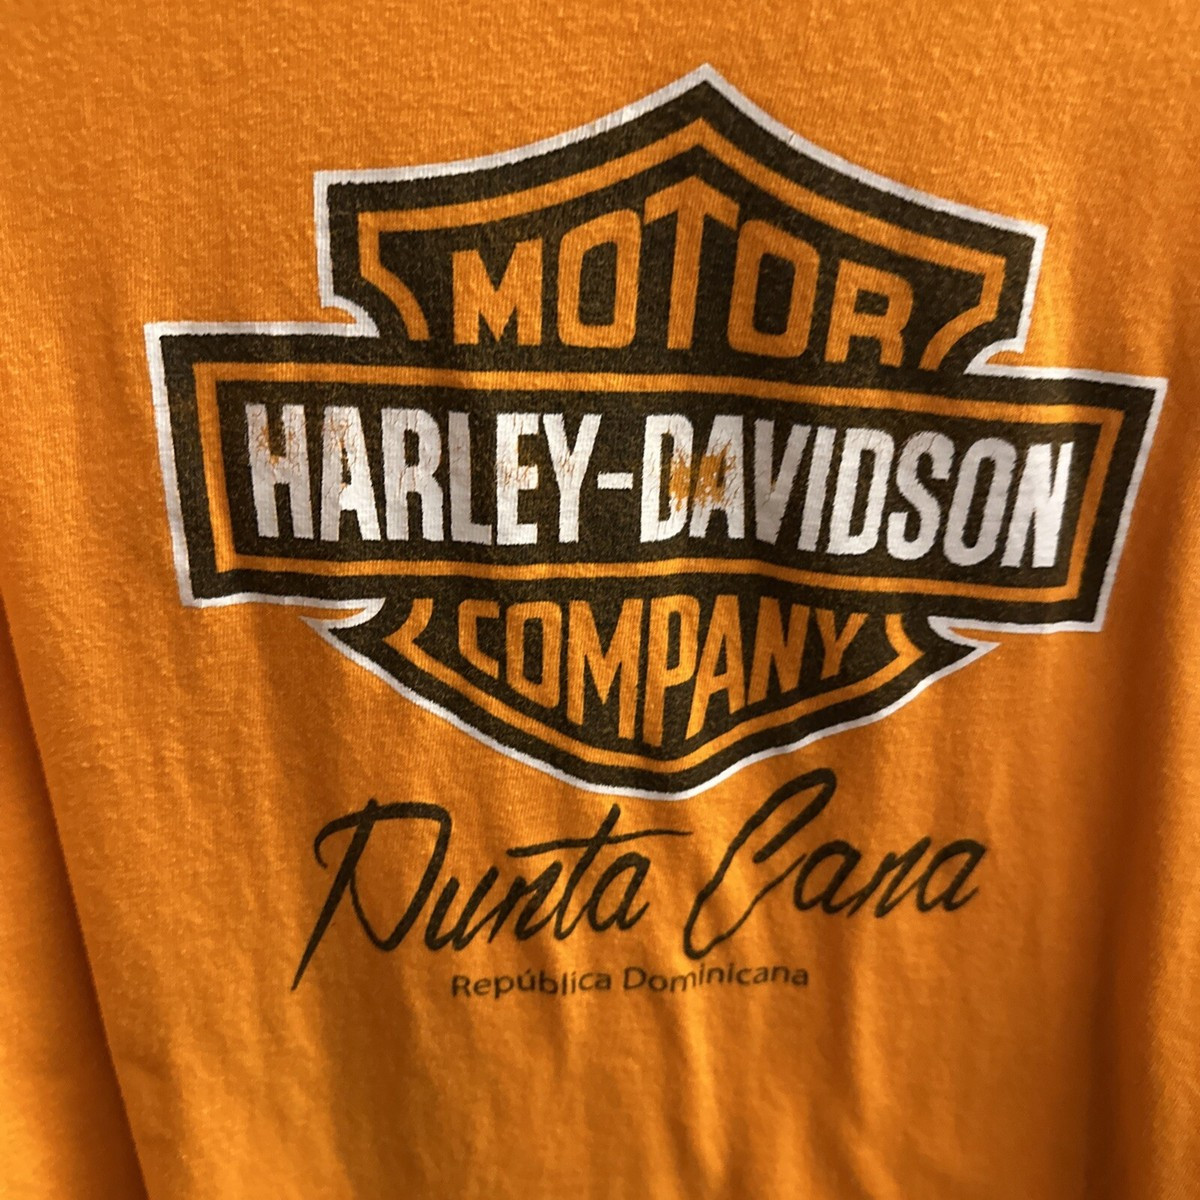 MOTOR
HARLEY-DAVIDSON
COMPANY
Punta Cana
República Dominicana